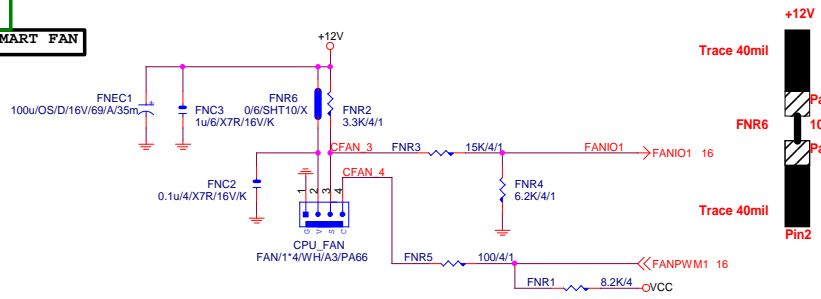 MART FAN
+12V
FNEC1
100u/OS/D/16V/69/A/35m
FNC3
1u/6/X7R/16V/K
FNR6
0/6/SHT10/X
FNR2
3.3K/4/1
CFAN_3
FNR3
15K/4/1
FANIO1
FANIO1 16
FNC2
0.1u/4/X7R/16V/K
CFAN_4
FNR4
6.2K/4/1
1
2
3
4
G
V
S
C
CPU_FAN
FAN/1*4/WH/A3/PA66
FNR5
100/4/1
FANPWM1 16
FNR1
8.2K/4
VCC
+12V
Trace 40mil
Pa
FNR6
10
Pa
Trace 40mil
Pin2